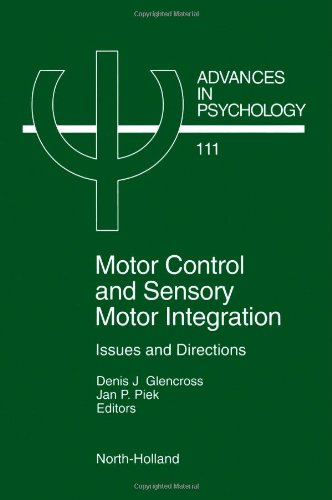 ADVANCES
IN
PSYCHOLOGY
111
Motor Control
and Sensory
Motor Integration
Issues and Directions
Denis J Glencross
Jan P. Piek
Editors
North-Holland